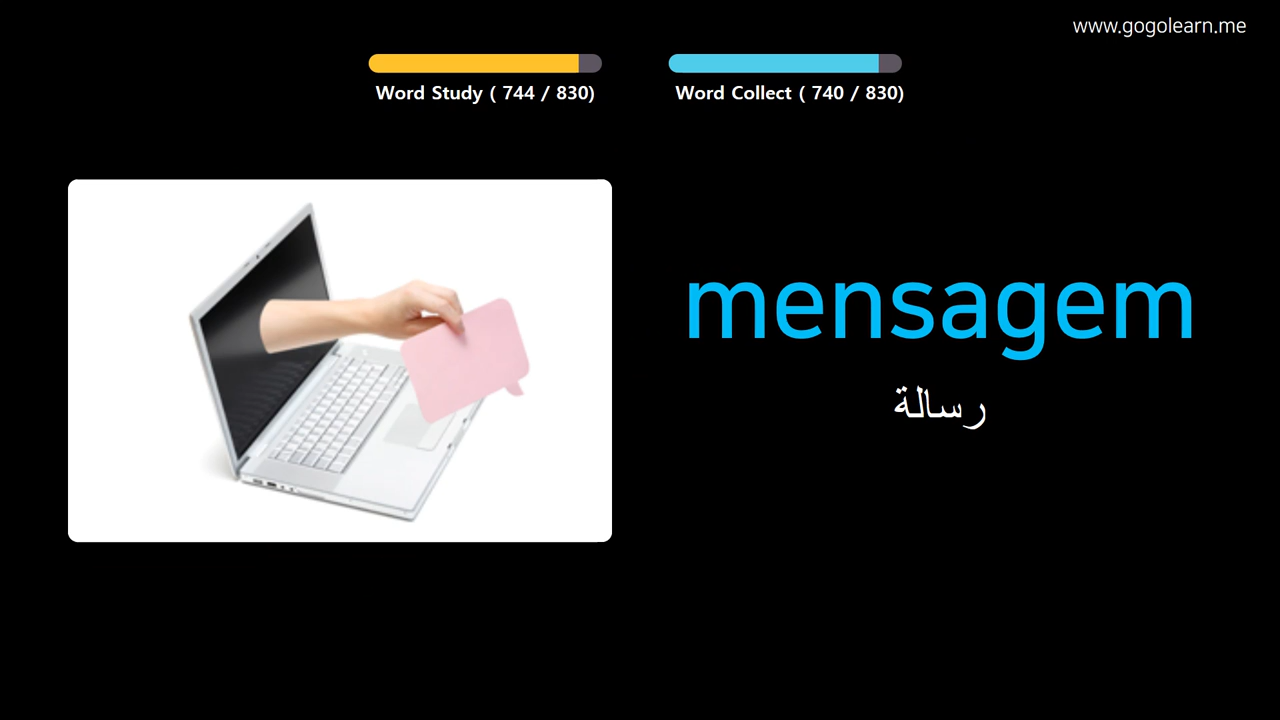 www.gogolearn.me
Word Study ( 744 / 830)
Word Collect ( 740 / 830)
mensagem
رسالة